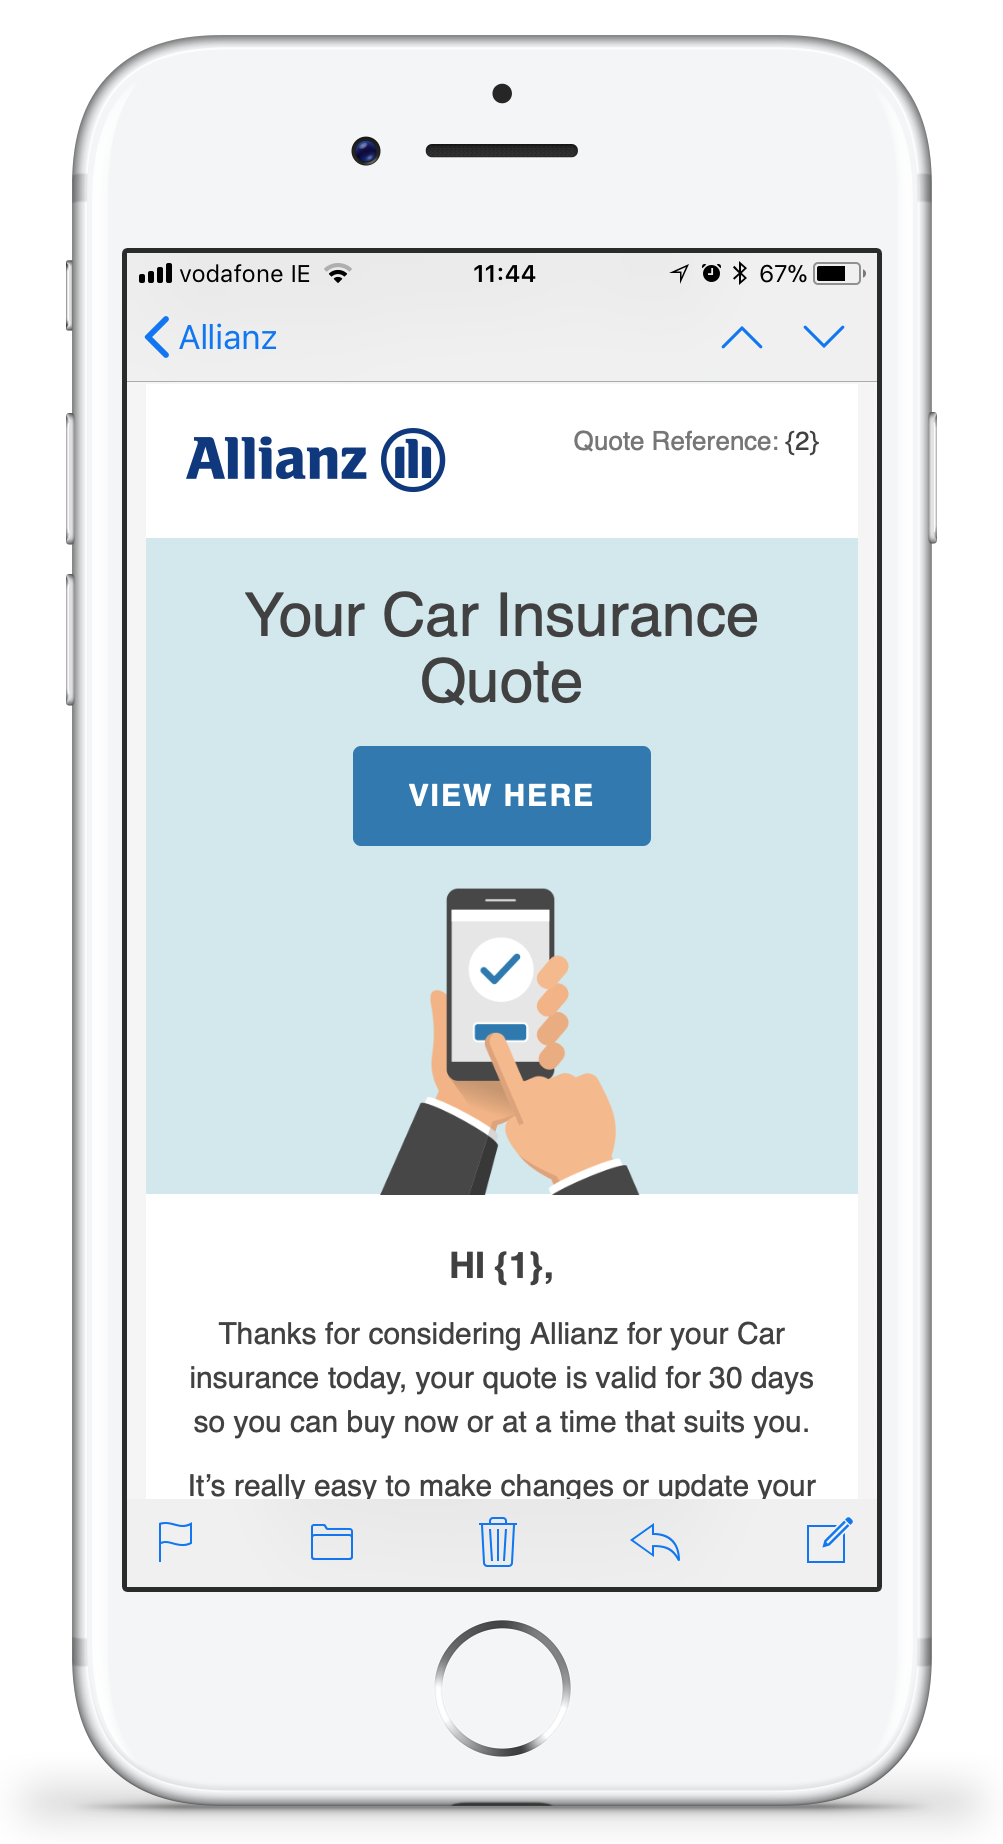 vodafone IE
11:44
67%
Allianz
Allianz
Quote Reference: {2}
Your Car Insurance
Quote
VIEW HERE
HI {1},
Thanks for considering Allianz for your Car
insurance today, your quote is valid for 30 days
so you can buy now or at a time that suits you.
It’s really easy to make changes or update your